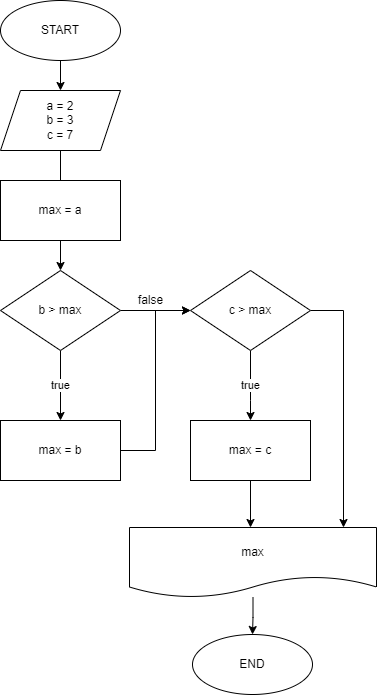 START
a = 2
b = 3
c = 7
max = a
b > max
false
c > max
true
true
max = b
max = c
max
END